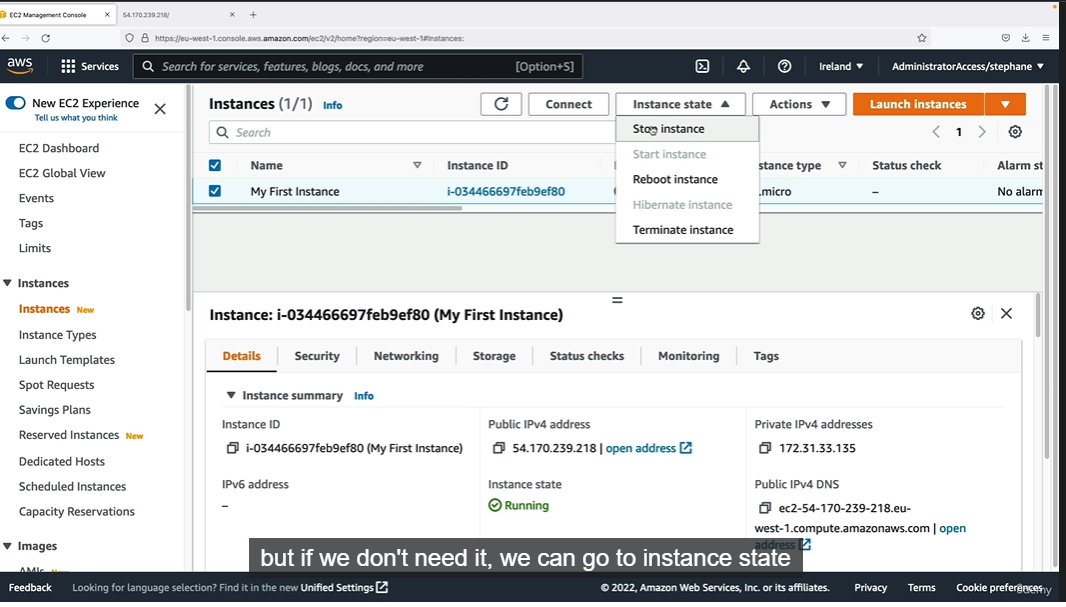 EC2 Management Console
54.170.239.218/
https://eu-west-1.console.aws.amazon.com/ec2/v2/home?region=eu-west-1#Instances:
aws
Services
Search for services, features, blogs, docs, and more
[Option+S]
Ireland
AdministratorAccess/stephane
New EC2 Experience
Tell us what you think
EC2 Dashboard
EC2 Global View
Events
Tags
Limits
Instances
Instances New
Instance Types
Launch Templates
Spot Requests
Savings Plans
Reserved Instances New
Dedicated Hosts
Scheduled Instances
Capacity Reservations
Images
AMIs New
Instances (1/1) Info
Connect
Instance state
Actions
Launch instances
Search
1
Stop instance
Start instance
Reboot instance
Hibernate instance
Terminate instance
Name
Instance ID
stance type
Status check
Alarm st
My First Instance
i-034466697feb9ef80
.micro
–
No alarm
Instance: i-034466697feb9ef80 (My First Instance)
Details
Security
Networking
Storage
Status checks
Monitoring
Tags
Instance summary Info
Instance ID
i-034466697feb9ef80 (My First Instance)
Public IPv4 address
54.170.239.218 | open address
Private IPv4 addresses
172.31.33.135
IPv6 address
–
Instance state
Running
Public IPv4 DNS
ec2-54-170-239-218.eu-
west-1.compute.amazonaws.com | open
address
but if we don't need it, we can go to instance state
Feedback
Looking for language selection? Find it in the new Unified Settings
© 2022, Amazon Web Services, Inc. or its affiliates.
Privacy
Terms
Cookie preferences
udemy